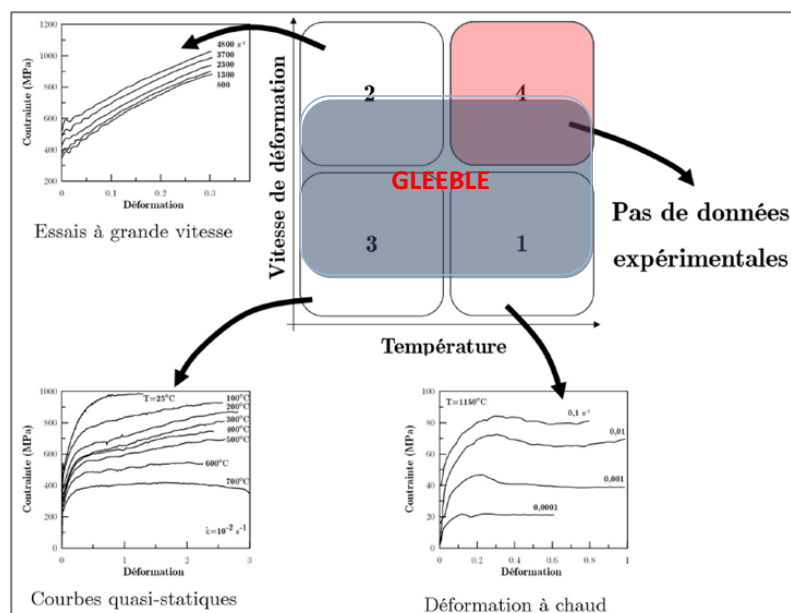 1200
1000
800
600
400
200
Contrainte (MPa)
4800 s⁻¹
3700
2300
1300
800
0
0.1
0.2
0.3
Déformation
Essais à grande vitesse
Vitesse de déformation
2
4
GLEEBLE
3
1
Température
Pas de données
expérimentales
1000
800
600
400
200
0
Contrainte (MPa)
T=25°C
100°C
200°C
300°C
400°C
500°C
600°C
700°C
ε̇=10⁻² s⁻¹
0
1
2
3
Déformation
Courbes quasi-statiques
100
80
60
40
20
0
Contrainte (MPa)
T=1150°C
0,1 s⁻¹
0,01
0,001
0,0001
0
0.2
0.4
0.6
0.8
1
Déformation
Déformation à chaud